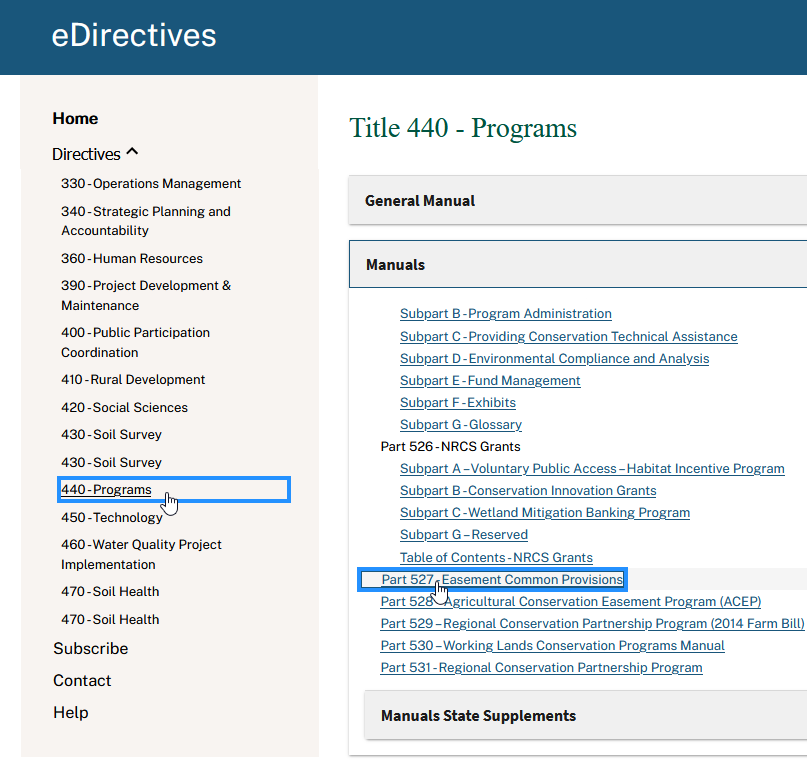 eDirectives
Home
Directives
330 - Operations Management
340 - Strategic Planning and
Accountability
360 - Human Resources
390 - Project Development &
Maintenance
400 - Public Participation
Coordination
410 - Rural Development
420 - Social Sciences
430 - Soil Survey
430 - Soil Survey
440 - Programs
450 - Technology
460 - Water Quality Project
Implementation
470 - Soil Health
470 - Soil Health
Subscribe
Contact
Help
Title 440 - Programs
General Manual
Manuals
Subpart B - Program Administration
Subpart C - Providing Conservation Technical Assistance
Subpart D - Environmental Compliance and Analysis
Subpart E - Fund Management
Subpart F - Exhibits
Subpart G - Glossary
Part 526 - NRCS Grants
Subpart A – Voluntary Public Access – Habitat Incentive Program
Subpart B - Conservation Innovation Grants
Subpart C - Wetland Mitigation Banking Program
Subpart G – Reserved
Table of Contents - NRCS Grants
Part 527 - Easement Common Provisions
Part 528 - Agricultural Conservation Easement Program (ACEP)
Part 529 – Regional Conservation Partnership Program (2014 Farm Bill)
Part 530 – Working Lands Conservation Programs Manual
Part 531 - Regional Conservation Partnership Program
Manuals State Supplements